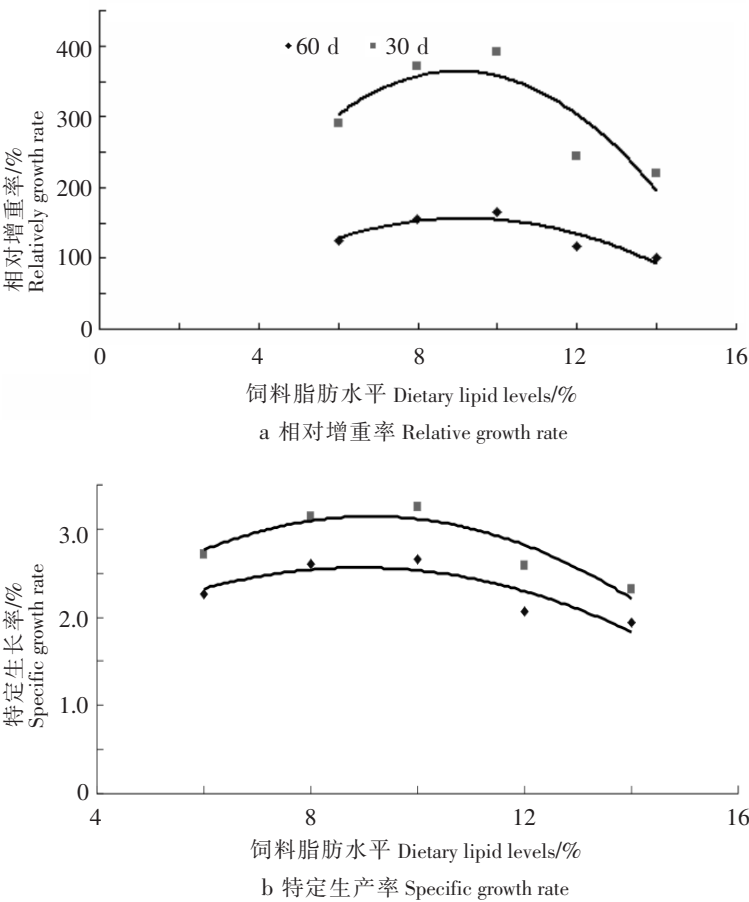 400
300
200
100
0
相对增重率/%
Relatively growth rate
60 d
30 d
0 4 8 12 16
饲料脂肪水平 Dietary lipid levels/%
a 相对增重率 Relative growth rate
3.0
2.0
1.0
0
特定生长率/%
Specific growth rate
4 8 12 16
饲料脂肪水平 Dietary lipid levels/%
b 特定生产率 Specific growth rate